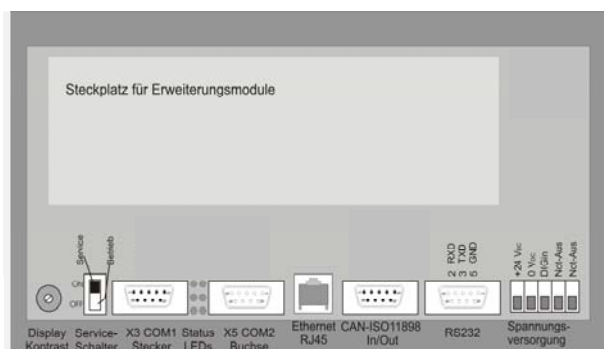 Steckplatz für Erweiterungsmodule
Service
Betrieb
ON
OFF
2 RXD
3 TXD
5 GND
+24 VDC
0 VDC
DIGin
Not-Aus
Not-Aus
Display
Kontrast
Service-
Schalter
X3 COM1
Stecker
Status
LEDs
X5 COM2
Buchse
Ethernet
RJ45
CAN-ISO11898
In/Out
RS232
Spannungs-
versorgung